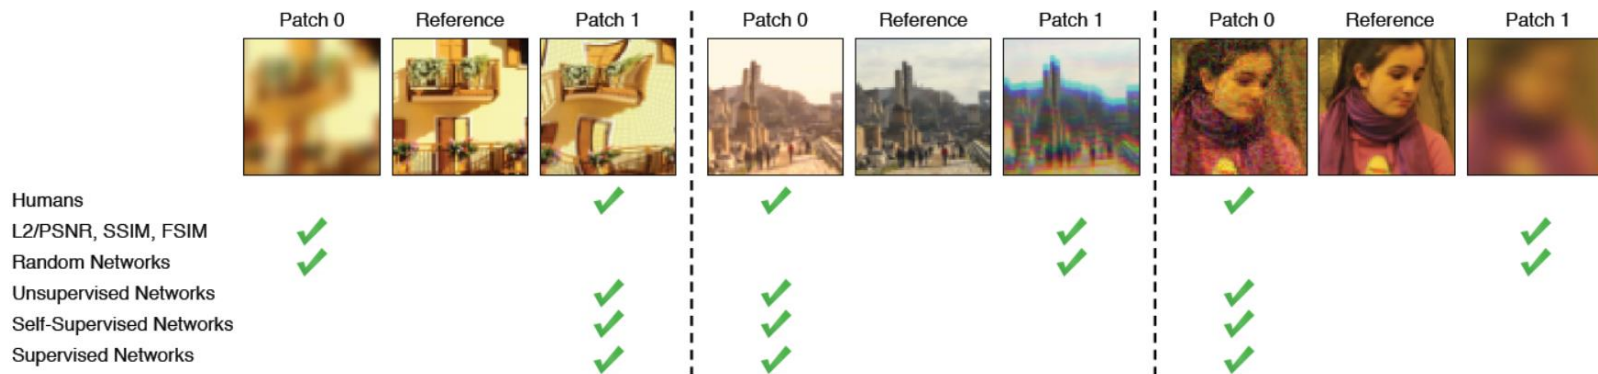 Patch 0 Reference Patch 1 Patch 0 Reference Patch 1 Patch 0 Reference Patch 1
Humans
L2/PSNR, SSIM, FSIM
Random Networks
Unsupervised Networks
Self-Supervised Networks
Supervised Networks